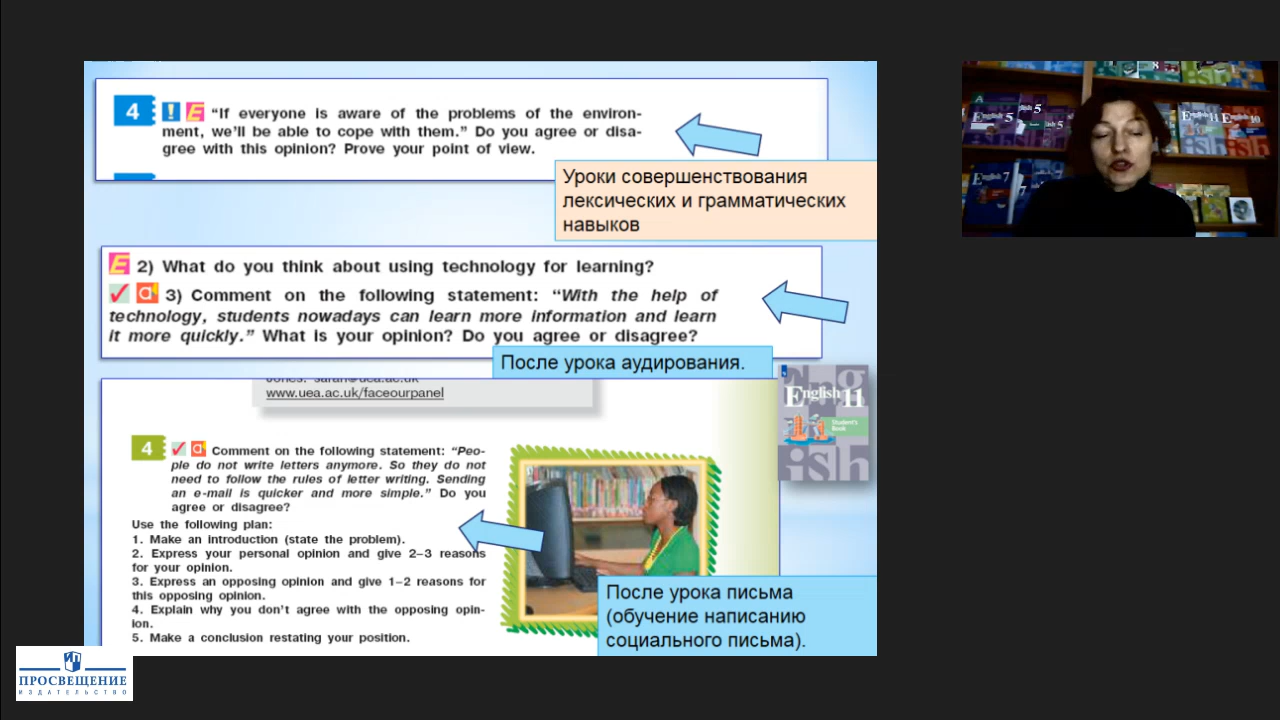 4 ! E “If everyone is aware of the problems of the environ-
ment, we’ll be able to cope with them.” Do you agree or disa-
gree with this opinion? Prove your point of view.
Уроки совершенствования
лексических и грамматических
навыков
E 2) What do you think about using technology for learning?
a 3) Comment on the following statement: “With the help of
technology, students nowadays can learn more information and learn
it more quickly.” What is your opinion? Do you agree or disagree?
После урока аудирования.
www.uea.ac.uk/faceourpanel
4 a Comment on the following statement: “Peo-
ple do not write letters anymore. So they do not
need to follow the rules of letter writing. Sending
an e-mail is quicker and more simple.” Do you
agree or disagree?
Use the following plan:
1. Make an introduction (state the problem).
2. Express your personal opinion and give 2–3 reasons
for your opinion.
3. Express an opposing opinion and give 1–2 reasons for
this opposing opinion.
4. Explain why you don’t agree with the opposing opin-
ion.
5. Make a conclusion restating your position.
После урока письма
(обучение написанию
социального письма).
English 11
Student's
Book
English 5
English 5
English 7
English 11
English 10
ПРОСВЕЩЕНИЕ
ИЗДАТЕЛЬСТВО